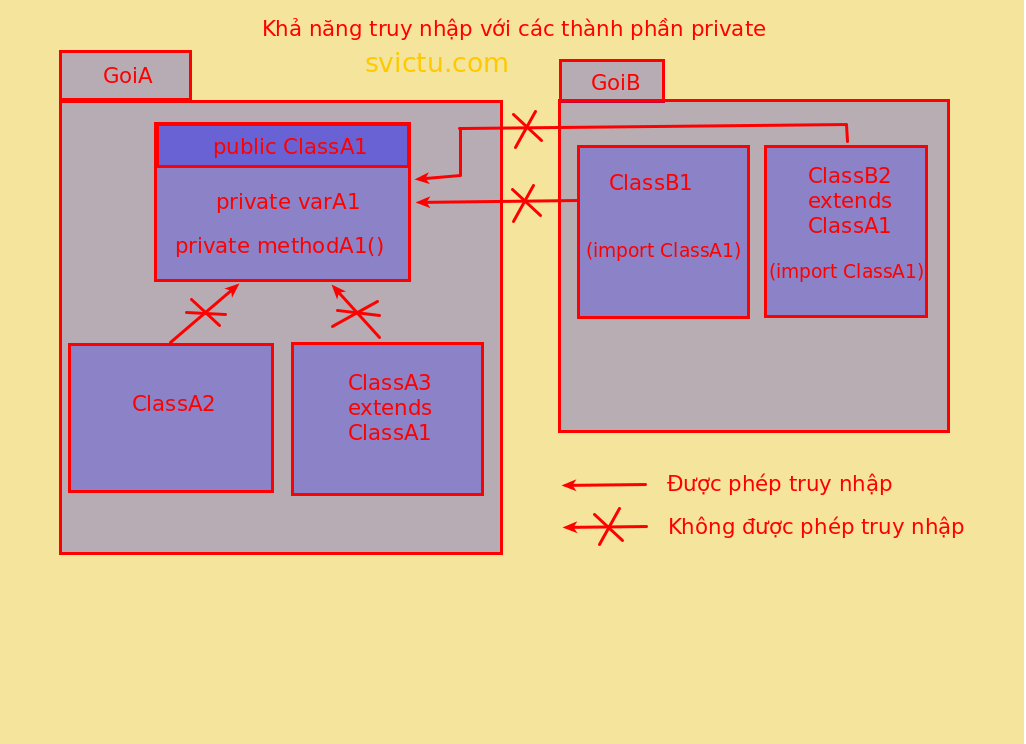 Khả năng truy nhập với các thành phần private
svictu.com
GoiA
GoiB
public ClassA1
private varA1
private methodA1()
ClassB1
(import ClassA1)
ClassB2
extends
ClassA1
(import ClassA1)
ClassA2
ClassA3
extends
ClassA1
Được phép truy nhập
Không được phép truy nhập